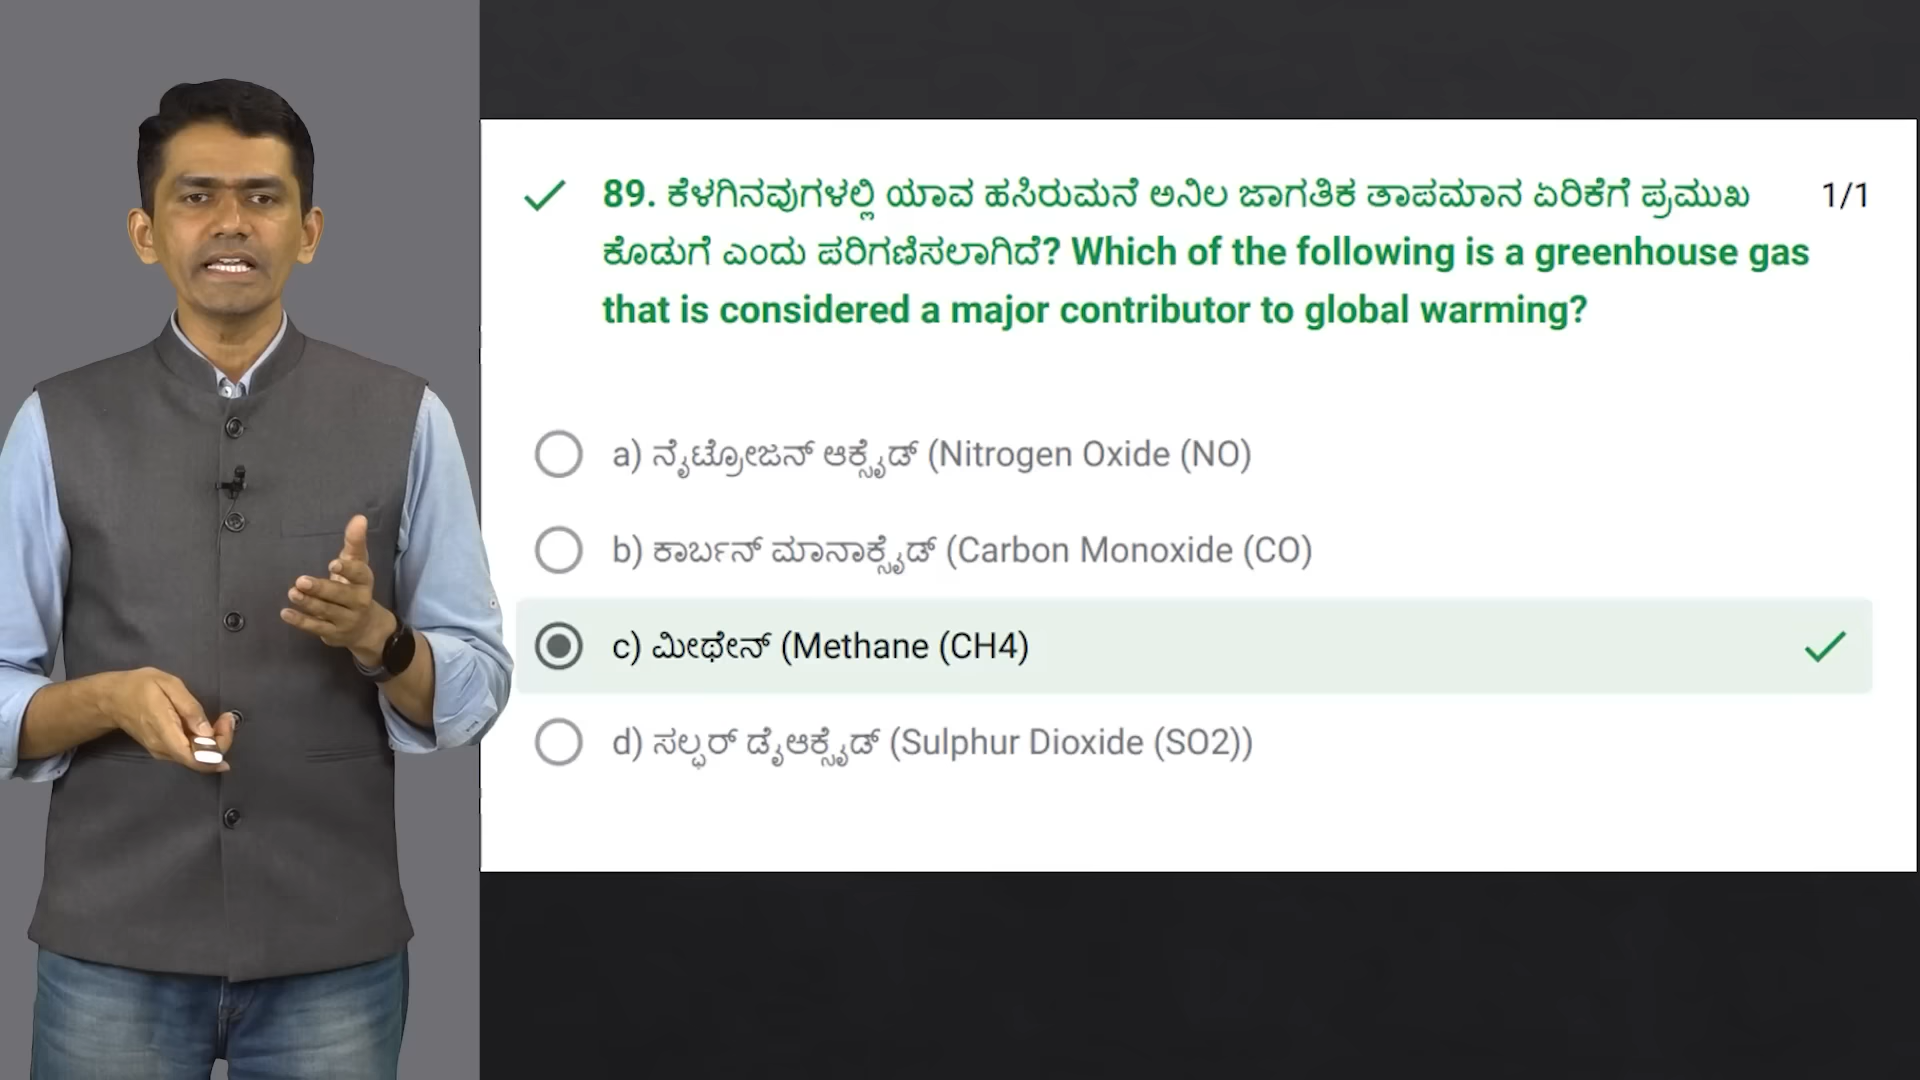 89. ಕೆಳಗಿನವುಗಳಲ್ಲಿ ಯಾವ ಹಸಿರುಮನೆ ಅನಿಲ ಜಾಗತಿಕ ತಾಪಮಾನ ಏರಿಕೆಗೆ ಪ್ರಮುಖ 1/1
ಕೊಡುಗೆ ಎಂದು ಪರಿಗಣಿಸಲಾಗಿದೆ? Which of the following is a greenhouse gas
that is considered a major contributor to global warming?
a) ನೈಟ್ರೋಜನ್ ಆಕ್ಸೈಡ್ (Nitrogen Oxide (NO)
b) ಕಾರ್ಬನ್ ಮಾನಾಕ್ಸೈಡ್ (Carbon Monoxide (CO)
c) ಮೀಥೇನ್ (Methane (CH4)
d) ಸಲ್ಫರ್ ಡೈಆಕ್ಸೈಡ್ (Sulphur Dioxide (SO2))